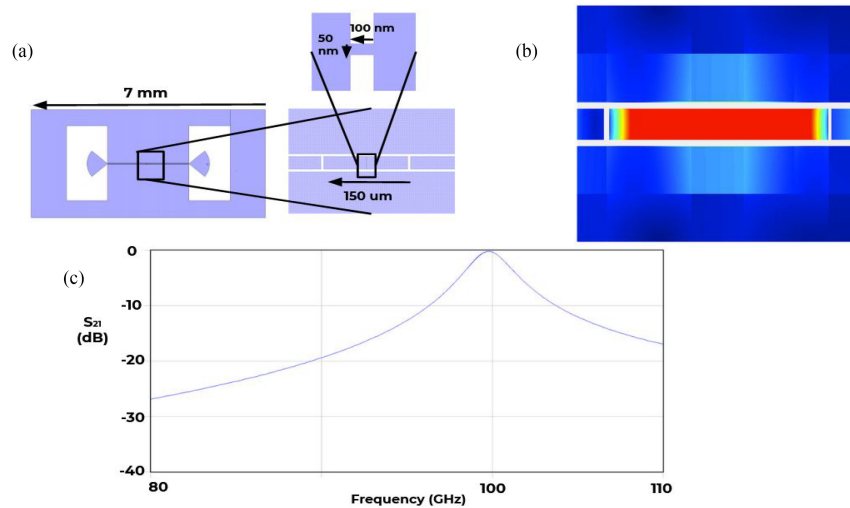 (a)
50
nm
100 nm
7 mm
150 um
(b)
(c)
S21
(dB)
0
-10
-20
-30
-40
80
100
110
Frequency (GHz)